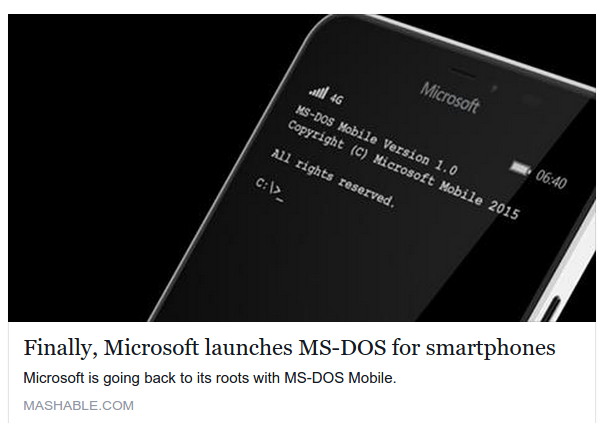 Microsoft
4G
06:40
MS-DOS Mobile Version 1.0
Copyright (C) Microsoft Mobile 2015
All rights reserved.
C:\>_
Finally, Microsoft launches MS-DOS for smartphones
Microsoft is going back to its roots with MS-DOS Mobile.
MASHABLE.COM